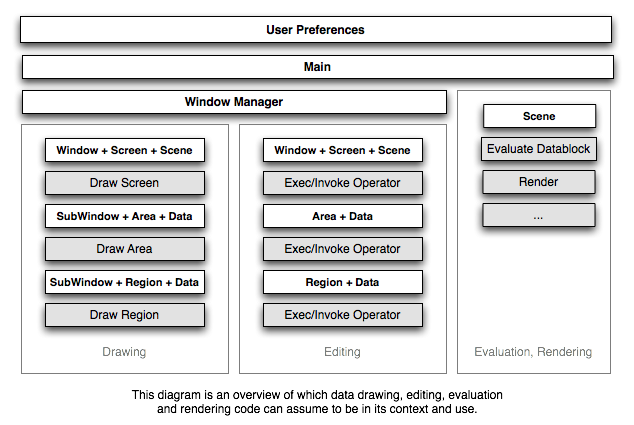 User Preferences
Main
Window Manager
Window + Screen + Scene
Draw Screen
SubWindow + Area + Data
Draw Area
SubWindow + Region + Data
Draw Region
Drawing
Window + Screen + Scene
Exec/Invoke Operator
Area + Data
Exec/Invoke Operator
Region + Data
Exec/Invoke Operator
Editing
Scene
Evaluate Datablock
Render
...
Evaluation, Rendering
This diagram is an overview of which data drawing, editing, evaluation
and rendering code can assume to be in its context and use.